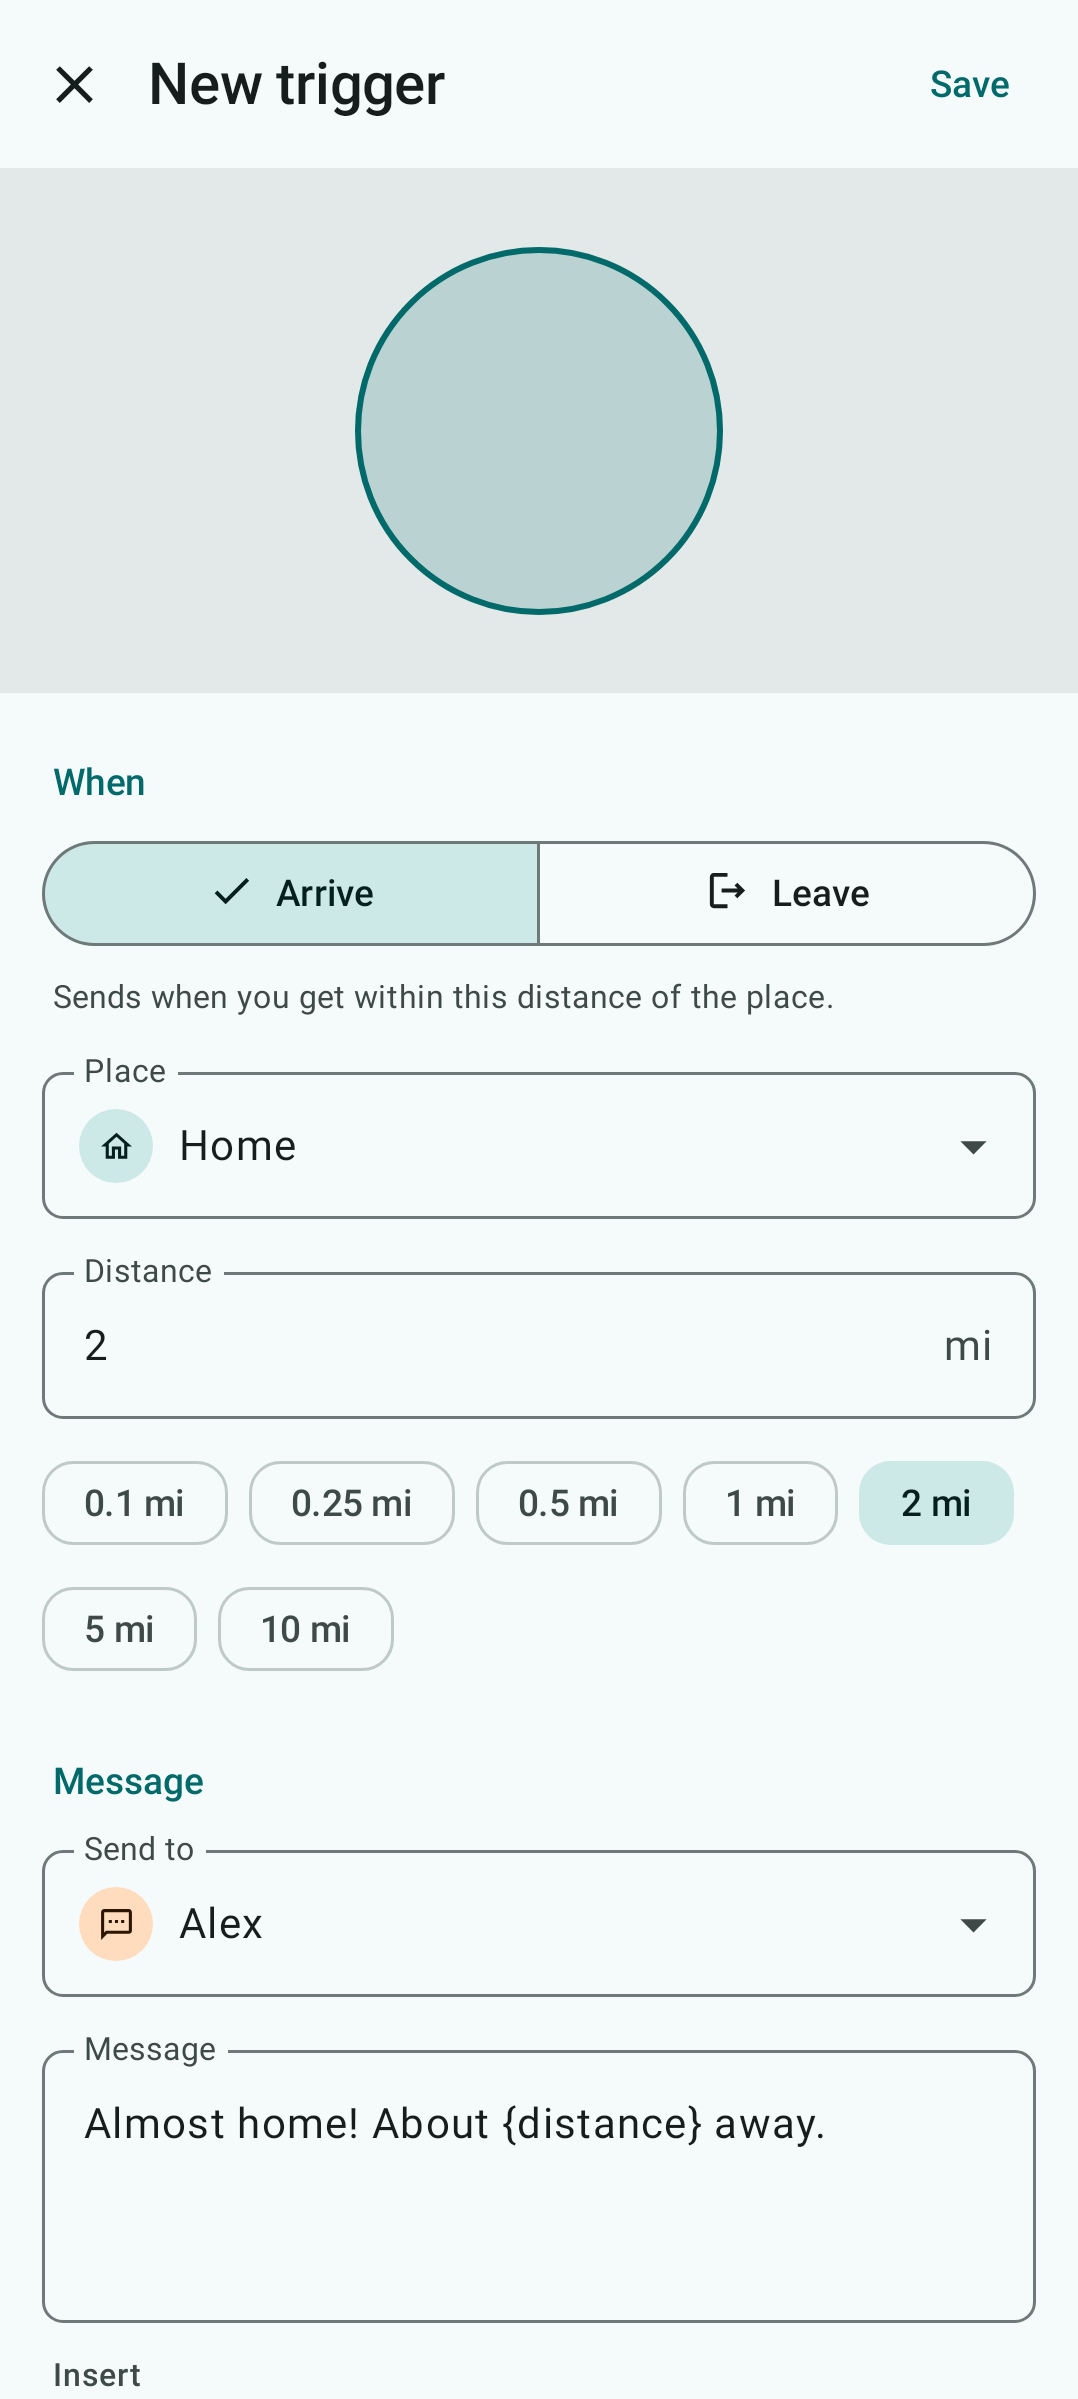 New trigger
Save
When
Arrive
Leave
Sends when you get within this distance of the place.
Place
Home
Distance
2 mi
0.1 mi
0.25 mi
0.5 mi
1 mi
2 mi
5 mi
10 mi
Message
Send to
Alex
Message
Almost home! About {distance} away.
Insert